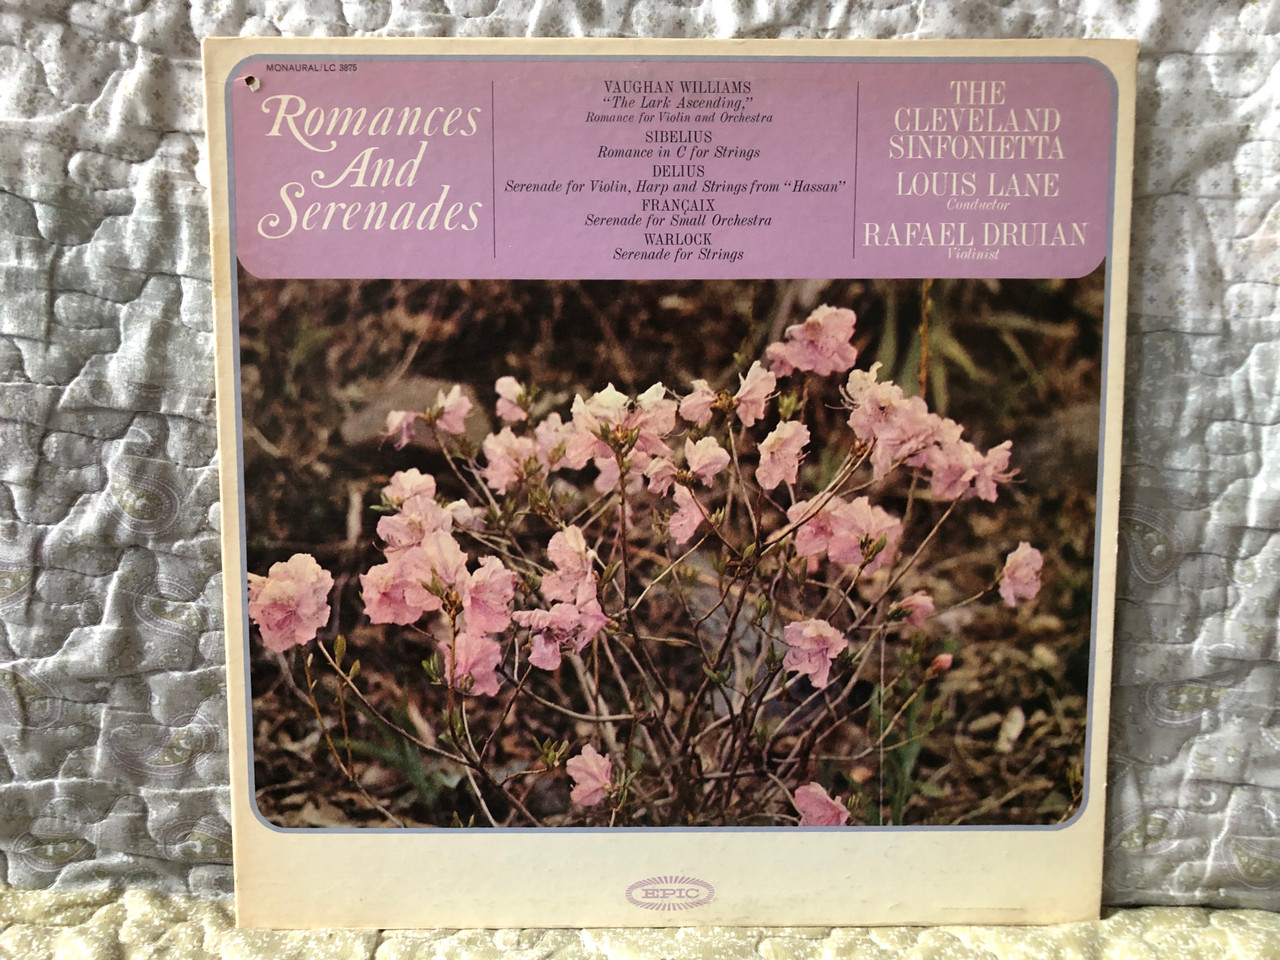 MONAURAL/LC 3875
Romances
And
Serenades
VAUGHAN WILLIAMS
“The Lark Ascending,”
Romance for Violin and Orchestra
SIBELIUS
Romance in C for Strings
DELIUS
Serenade for Violin, Harp and Strings from “Hassan”
FRANÇAIX
Serenade for Small Orchestra
WARLOCK
Serenade for Strings
THE
CLEVELAND
SINFONIETTA
LOUIS LANE
Conductor
RAFAEL DRUIAN
Violinist
EPIC